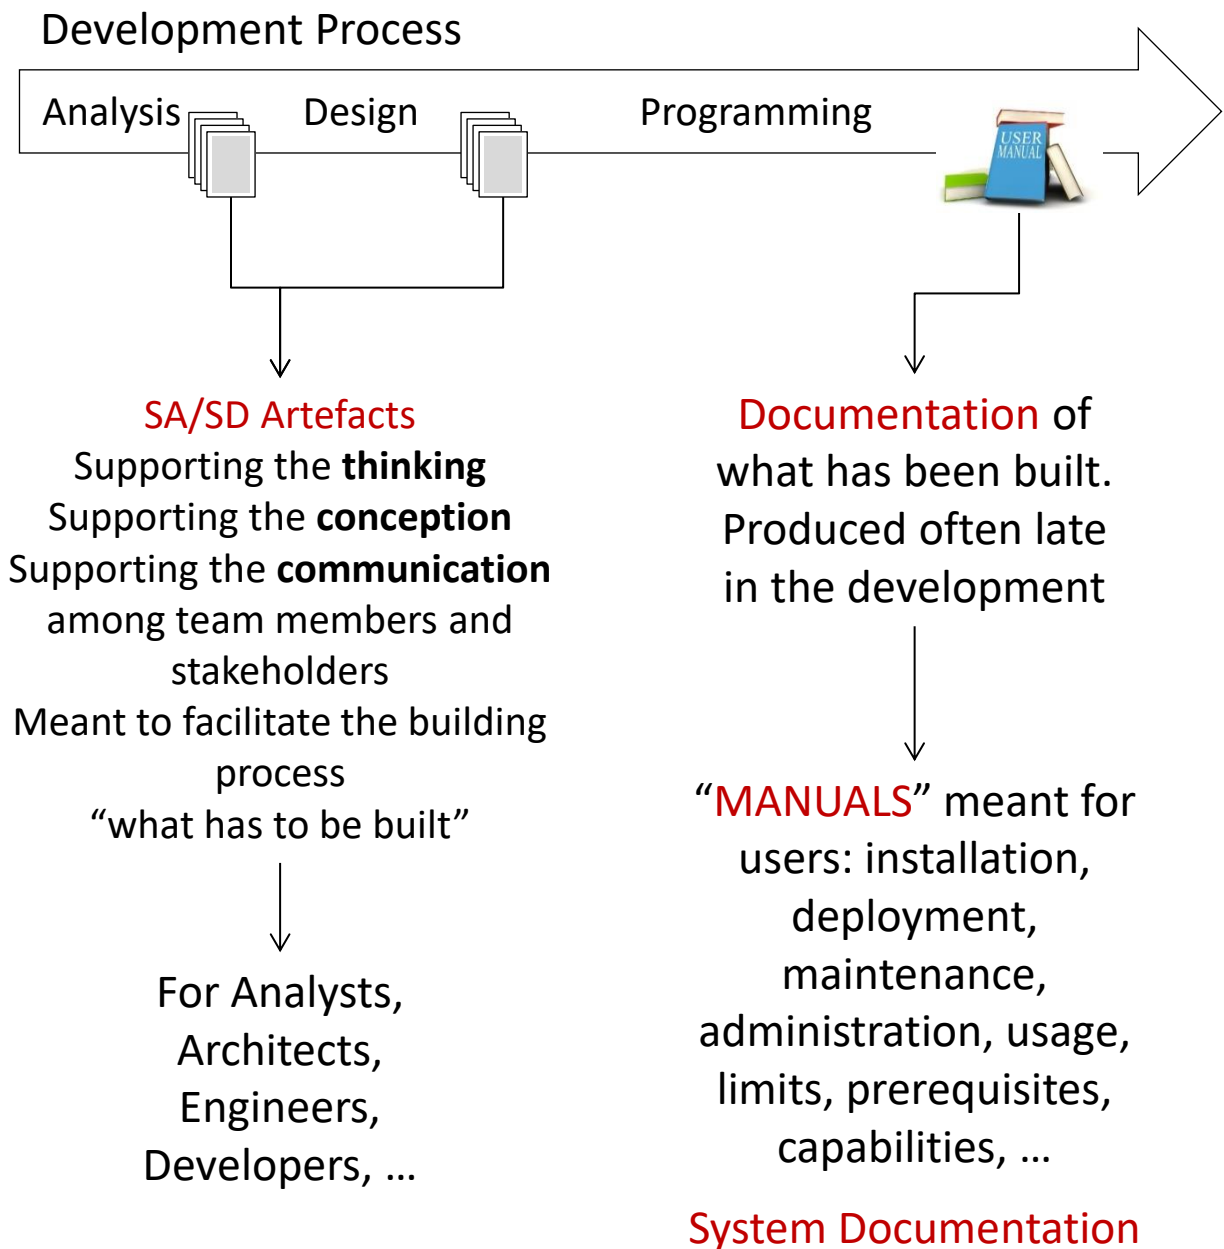 Development Process
Analysis
Design
Programming
USER
MANUAL
SA/SD Artefacts
Supporting the thinking
Supporting the conception
Supporting the communication
among team members and
stakeholders
Meant to facilitate the building
process
“what has to be built”
For Analysts,
Architects,
Engineers,
Developers, …
Documentation of
what has been built.
Produced often late
in the development
“MANUALS” meant for
users: installation,
deployment,
maintenance,
administration, usage,
limits, prerequisites,
capabilities, …
System Documentation